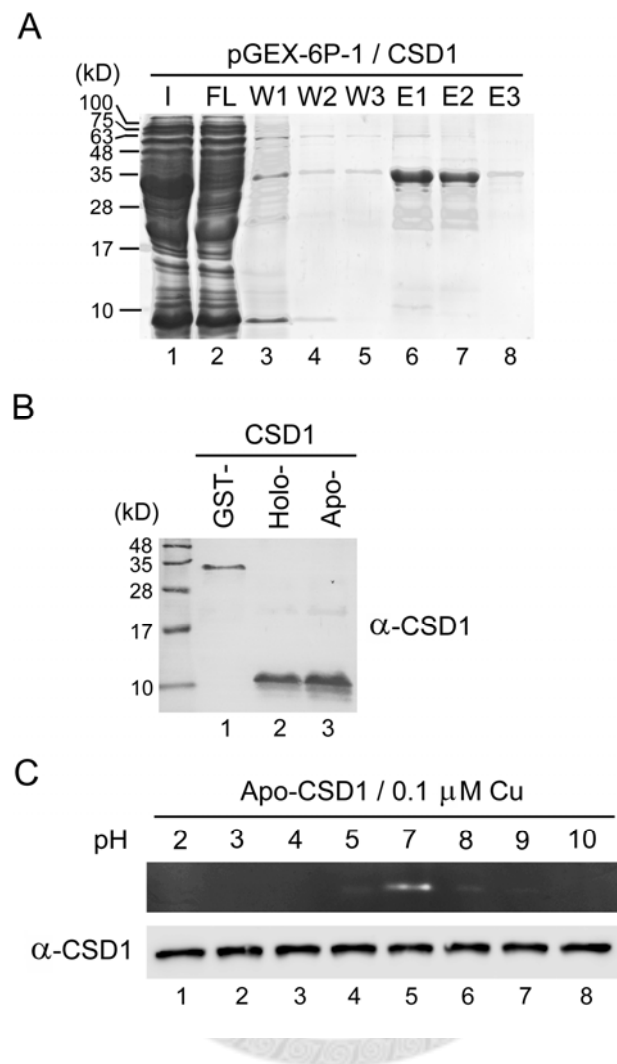 A
pGEX-6P-1 / CSD1
(kD) I FL W1 W2 W3 E1 E2 E3
100
75
63
48
35
28
17
10
1 2 3 4 5 6 7 8
B
CSD1
GST- Holo- Apo-
(kD)
48
35
28
17
10
α-CSD1
1 2 3
C
Apo-CSD1 / 0.1 μM Cu
pH 2 3 4 5 7 8 9 10
α-CSD1
1 2 3 4 5 6 7 8